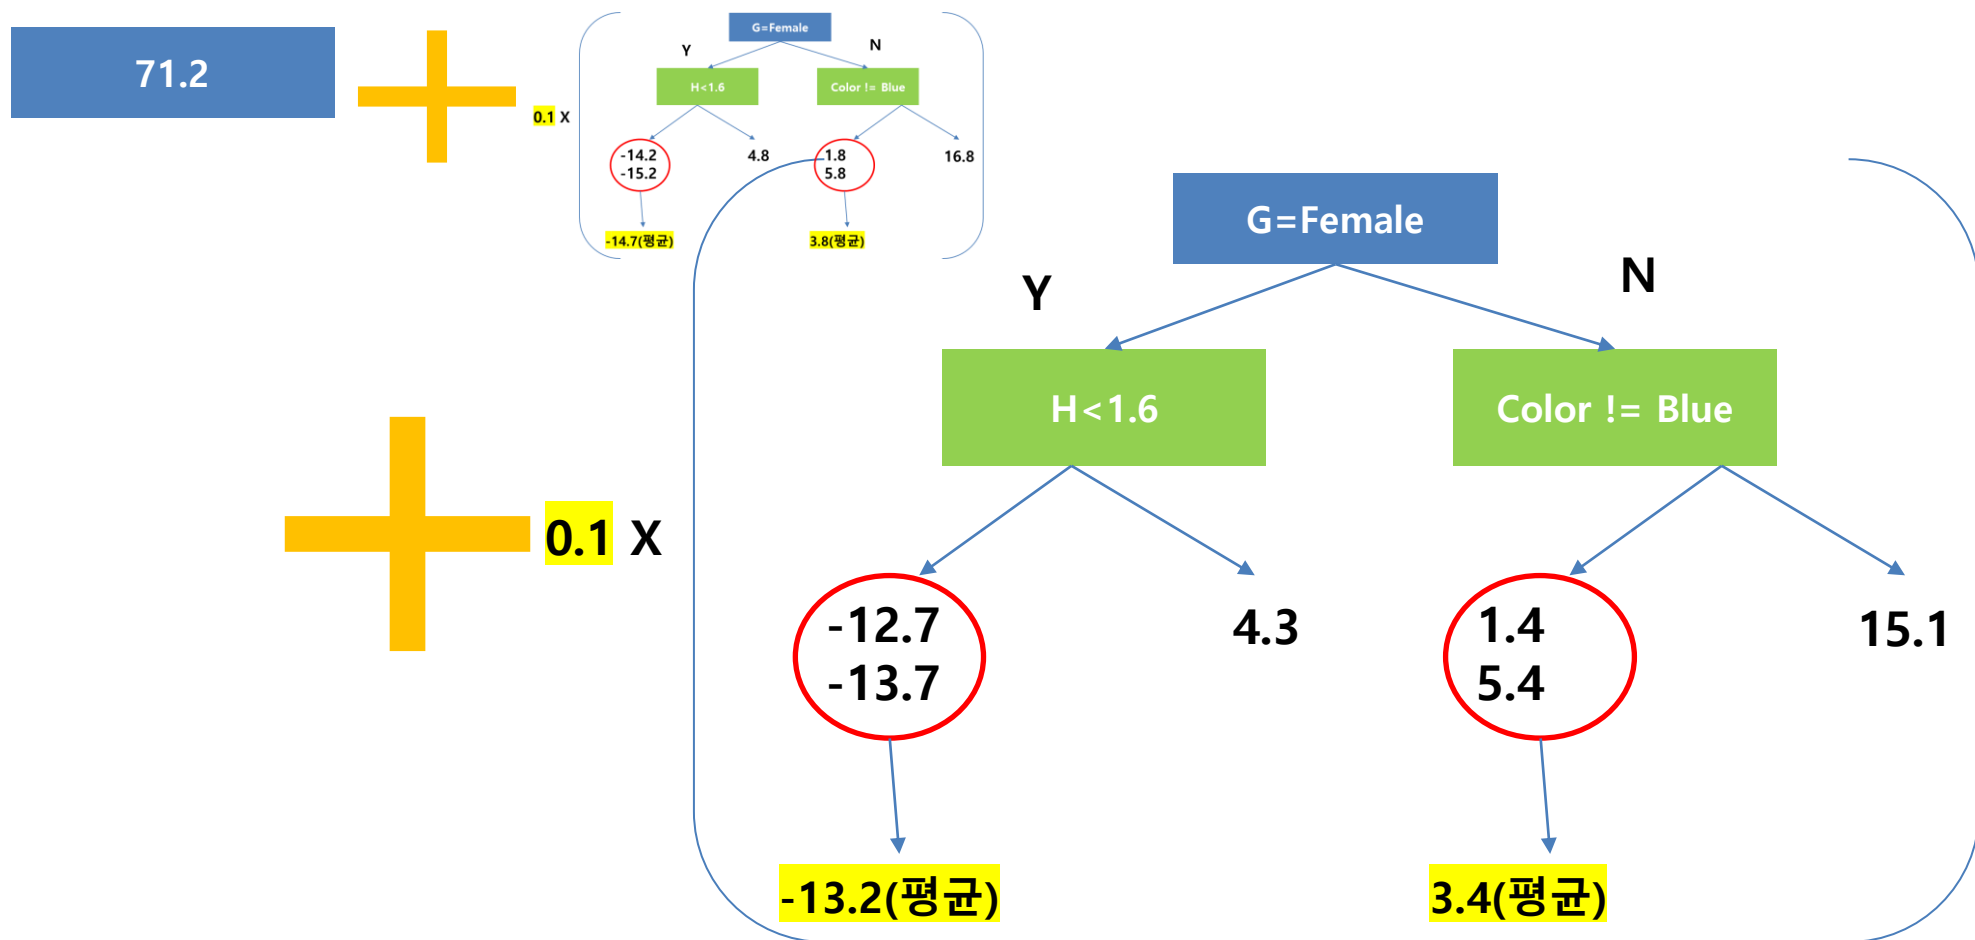 71.2
0.1 X
G=Female
Y
N
H<1.6
Color != Blue
-14.2
-15.2
4.8
1.8
5.8
16.8
-14.7(평균)
3.8(평균)
0.1 X
G=Female
Y
N
H<1.6
Color != Blue
-12.7
-13.7
4.3
1.4
5.4
15.1
-13.2(평균)
3.4(평균)